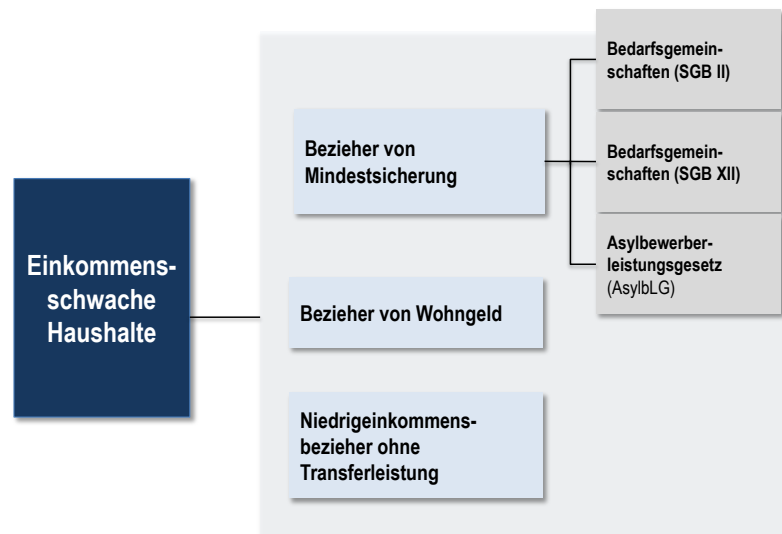 Einkommens-
schwache
Haushalte
Bezieher von
Mindestsicherung
Bedarfsgemein-
schaften (SGB II)
Bedarfsgemein-
schaften (SGB XII)
Asylbewerber-
leistungsgesetz
(AsylbLG)
Bezieher von Wohngeld
Niedrigeinkommens-
bezieher ohne
Transferleistung